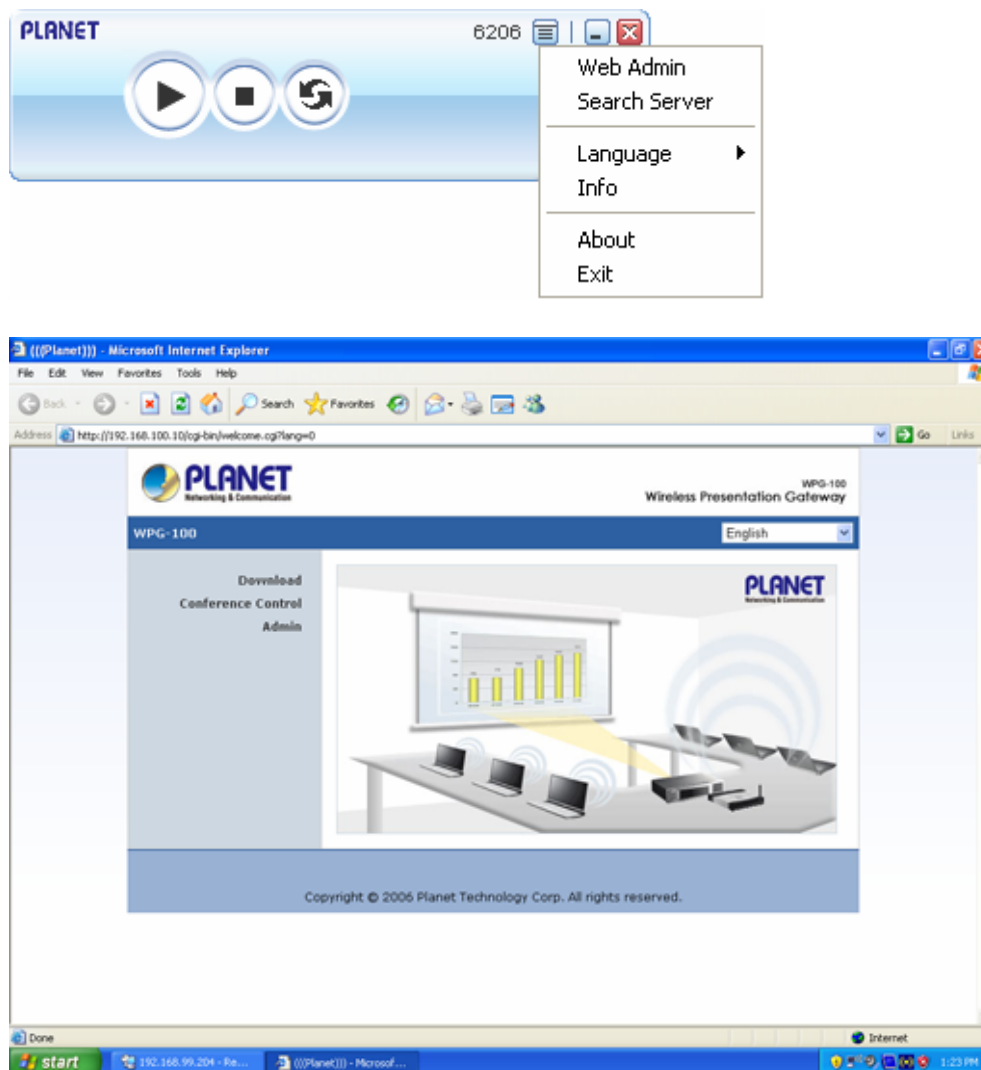 PLANET
6206
Web Admin
Search Server
Language
Info
About
Exit
(((Planet))) - Microsoft Internet Explorer
File Edit View Favorites Tools Help
Back
Search Favorites
Address http://192.168.100.10/cgi-bin/welcome.cgi?lang=0
Go Links
PLANET
Networking & Communication
WPG-100
Wireless Presentation Gateway
WPG-100
English
Download
Conference Control
Admin
PLANET
Networking & Communication
Copyright © 2006 Planet Technology Corp. All rights reserved.
Done
Internet
start
192.168.99.204 - Re...
(((Planet))) - Microsof...
1:23 PM